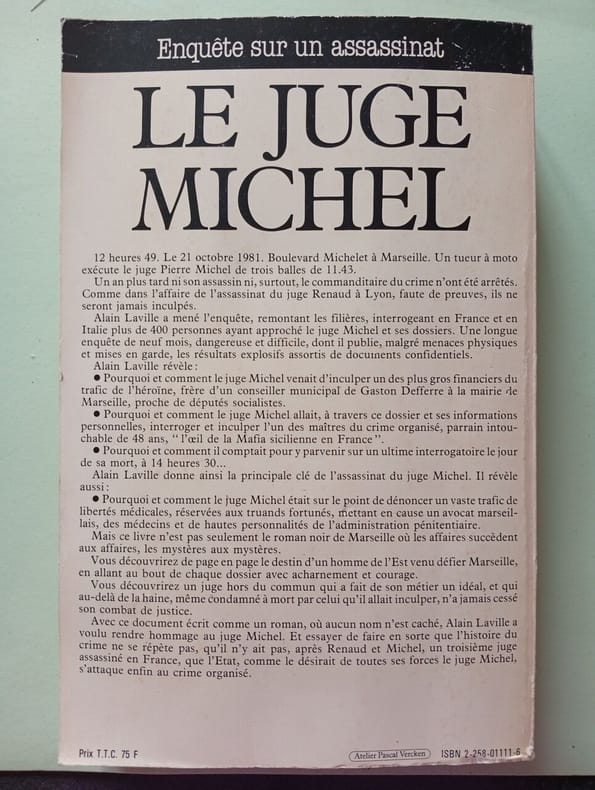 Enquête sur un assassinat
LE JUGE
MICHEL
12 heures 49. Le 21 octobre 1981. Boulevard Michelet à Marseille. Un tueur à moto
exécute le juge Pierre Michel de trois balles de 11.43.
Un an plus tard ni son assassin ni, surtout, le commanditaire du crime n'ont été arrêtés.
Comme dans l'affaire de l'assassinat du juge Renaud à Lyon, faute de preuves, ils ne
seront jamais inculpés.
Alain Laville a mené l'enquête, remontant les filières, interrogeant en France et en
Italie plus de 400 personnes ayant approché le juge Michel et ses dossiers. Une longue
enquête de neuf mois, dangereuse et difficile, dont il publie, malgré menaces physiques
et mises en garde, les résultats explosifs assortis de documents confidentiels.
Alain Laville révèle :
● Pourquoi et comment le juge Michel venait d'inculper un des plus gros financiers du
trafic de l'héroïne, frère d'un conseiller municipal de Gaston Defferre à la mairie de
Marseille, proche de députés socialistes.
● Pourquoi et comment le juge Michel allait, à travers ce dossier et ses informations
personnelles, interroger et inculper l'un des maîtres du crime organisé, parrain intou-
chable de 48 ans, “ l'œil de la Mafia sicilienne en France ”.
● Pourquoi et comment il comptait pour y parvenir sur un ultime interrogatoire le jour
de sa mort, à 14 heures 30...
Alain Laville donne ainsi la principale clé de l'assassinat du juge Michel. Il révèle
aussi :
● Pourquoi et comment le juge Michel était sur le point de dénoncer un vaste trafic de
libertés médicales, réservées aux truands fortunés, mettant en cause un avocat marseil-
lais, des médecins et de hautes personnalités de l'administration pénitentiaire.
Mais ce livre n'est pas seulement le roman noir de Marseille où les affaires succèdent
aux affaires, les mystères aux mystères.
Vous découvrirez de page en page le destin d'un homme de l'Est venu défier Marseille,
en allant au bout de chaque dossier avec acharnement et courage.
Vous découvrirez un juge hors du commun qui a fait de son métier un idéal, et qui
au-delà de la haine, même condamné à mort par celui qu'il allait inculper, n'a jamais cessé
son combat de justice.
Avec ce document écrit comme un roman, où aucun nom n'est caché, Alain Laville a
voulu rendre hommage au juge Michel. Et essayer de faire en sorte que l'histoire du
crime ne se répète pas, qu'il n'y ait pas, après Renaud et Michel, un troisième juge
assassiné en France, que l'Etat, comme le désirait de toutes ses forces le juge Michel,
s'attaque enfin au crime organisé.
Prix T.T.C. 75 F
Atelier Pascal Vercken
ISBN 2-258-01111-6